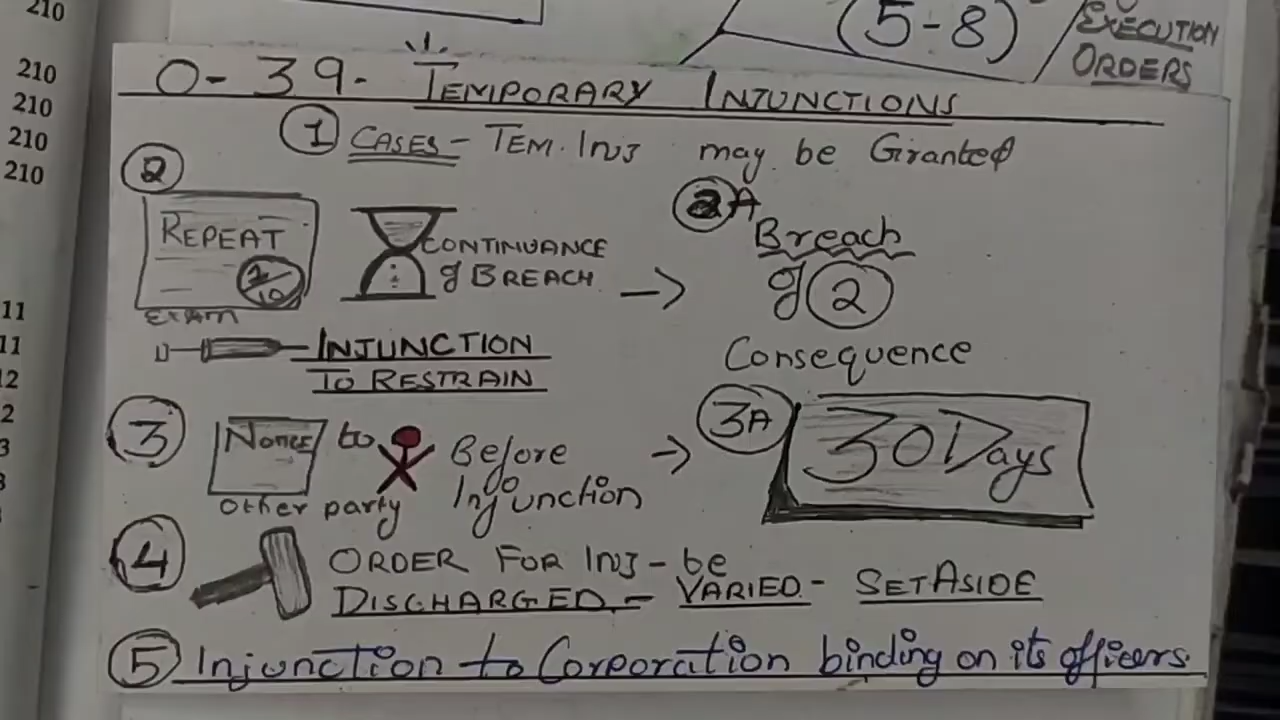 210
210
210
210
210
11
11
12
2
3
(5-8)
EXECUTION
ORDERS
O- 39- TEMPORARY INJUNCTIONS
① CASES - TEM. INJ may be Granted
②
REPEAT
EXAM
CONTINUANCE
of BREACH →
②A
Breach
of ②
INJUNCTION
TO RESTRAIN
Consequence
③ NOTICE to
Other party
Before
Injunction →
3A 30 Days
④ ORDER FOR INJ - be
DISCHARGED - VARIED - SETASIDE
⑤ Injunction to Corporation binding on its officers.